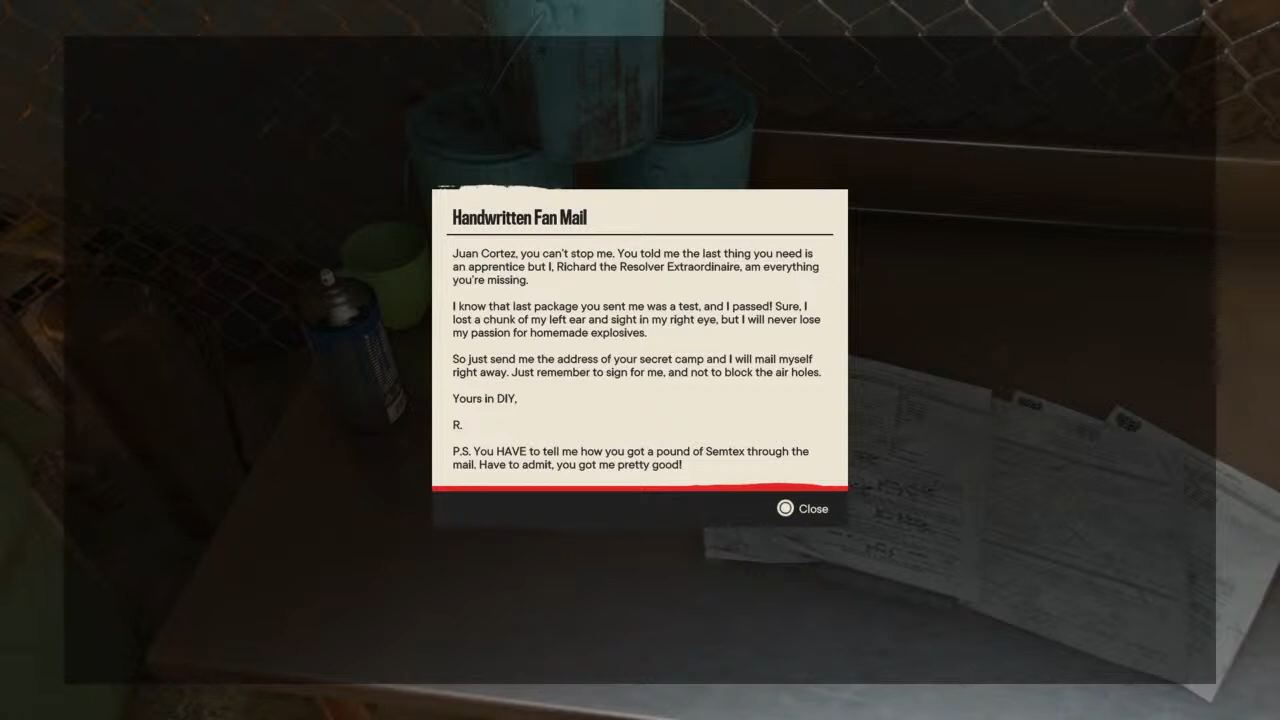 Handwritten Fan Mail
Juan Cortez, you can't stop me. You told me the last thing you need is
an apprentice but I, Richard the Resolver Extraordinaire, am everything
you're missing.
I know that last package you sent me was a test, and I passed! Sure, I
lost a chunk of my left ear and sight in my right eye, but I will never lose
my passion for homemade explosives.
So just send me the address of your secret camp and I will mail myself
right away. Just remember to sign for me, and not to block the air holes.
Yours in DIY,
R.
P.S. You HAVE to tell me how you got a pound of Semtex through the
mail. Have to admit, you got me pretty good!
Close